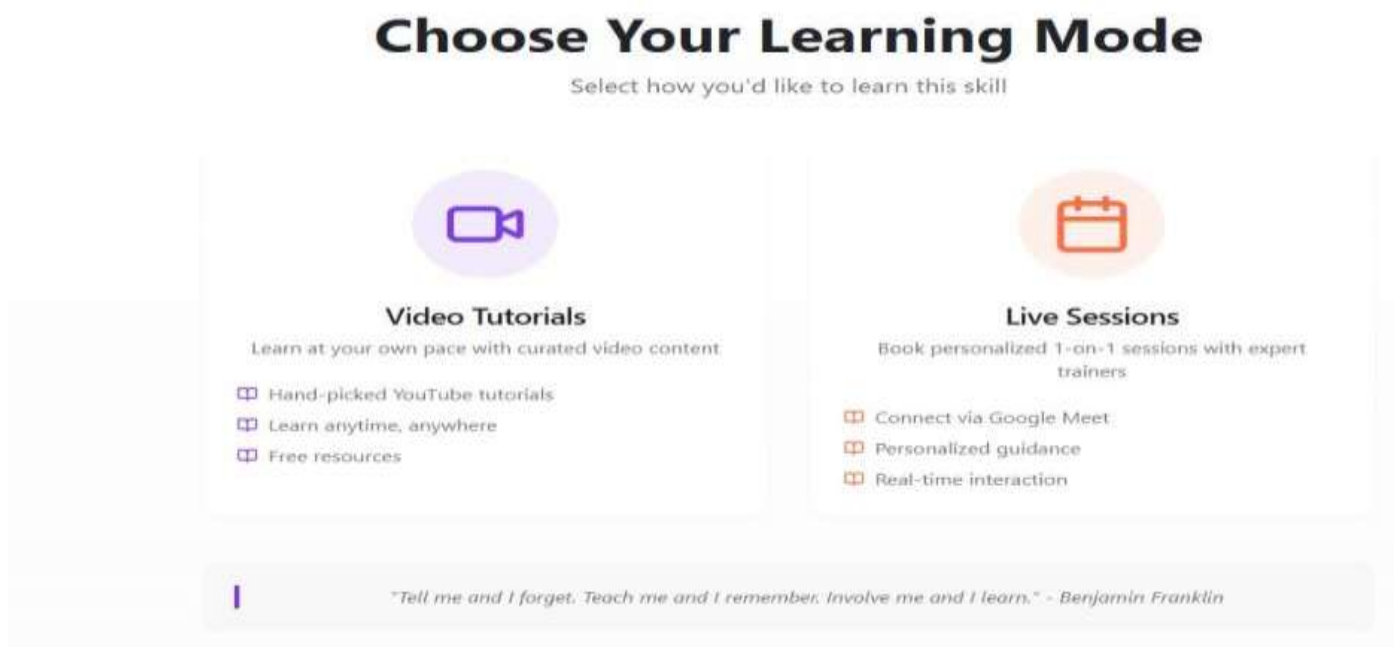 Choose Your Learning Mode
Select how you'd like to learn this skill
Video Tutorials
Learn at your own pace with curated video content
Hand-picked YouTube tutorials
Learn anytime, anywhere
Free resources
Live Sessions
Book personalized 1-on-1 sessions with expert
trainers
Connect via Google Meet
Personalized guidance
Real-time interaction
"Tell me and I forget. Teach me and I remember. Involve me and I learn." - Benjamin Franklin